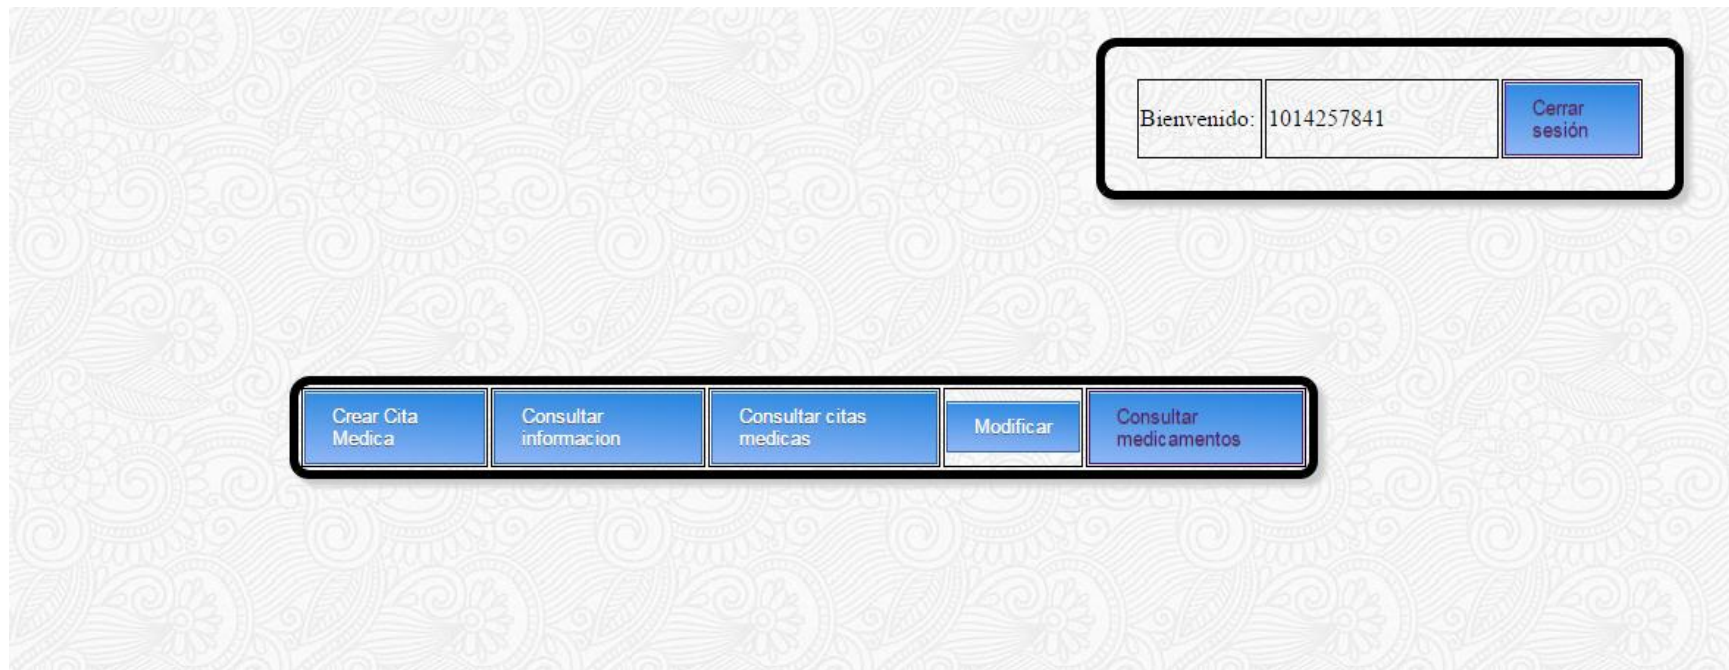 Bienvenido: 1014257841 Cerrar
sesión
Crear Cita
Medica
Consultar
informacion
Consultar citas
medicas
Modificar
Consultar
medicamentos